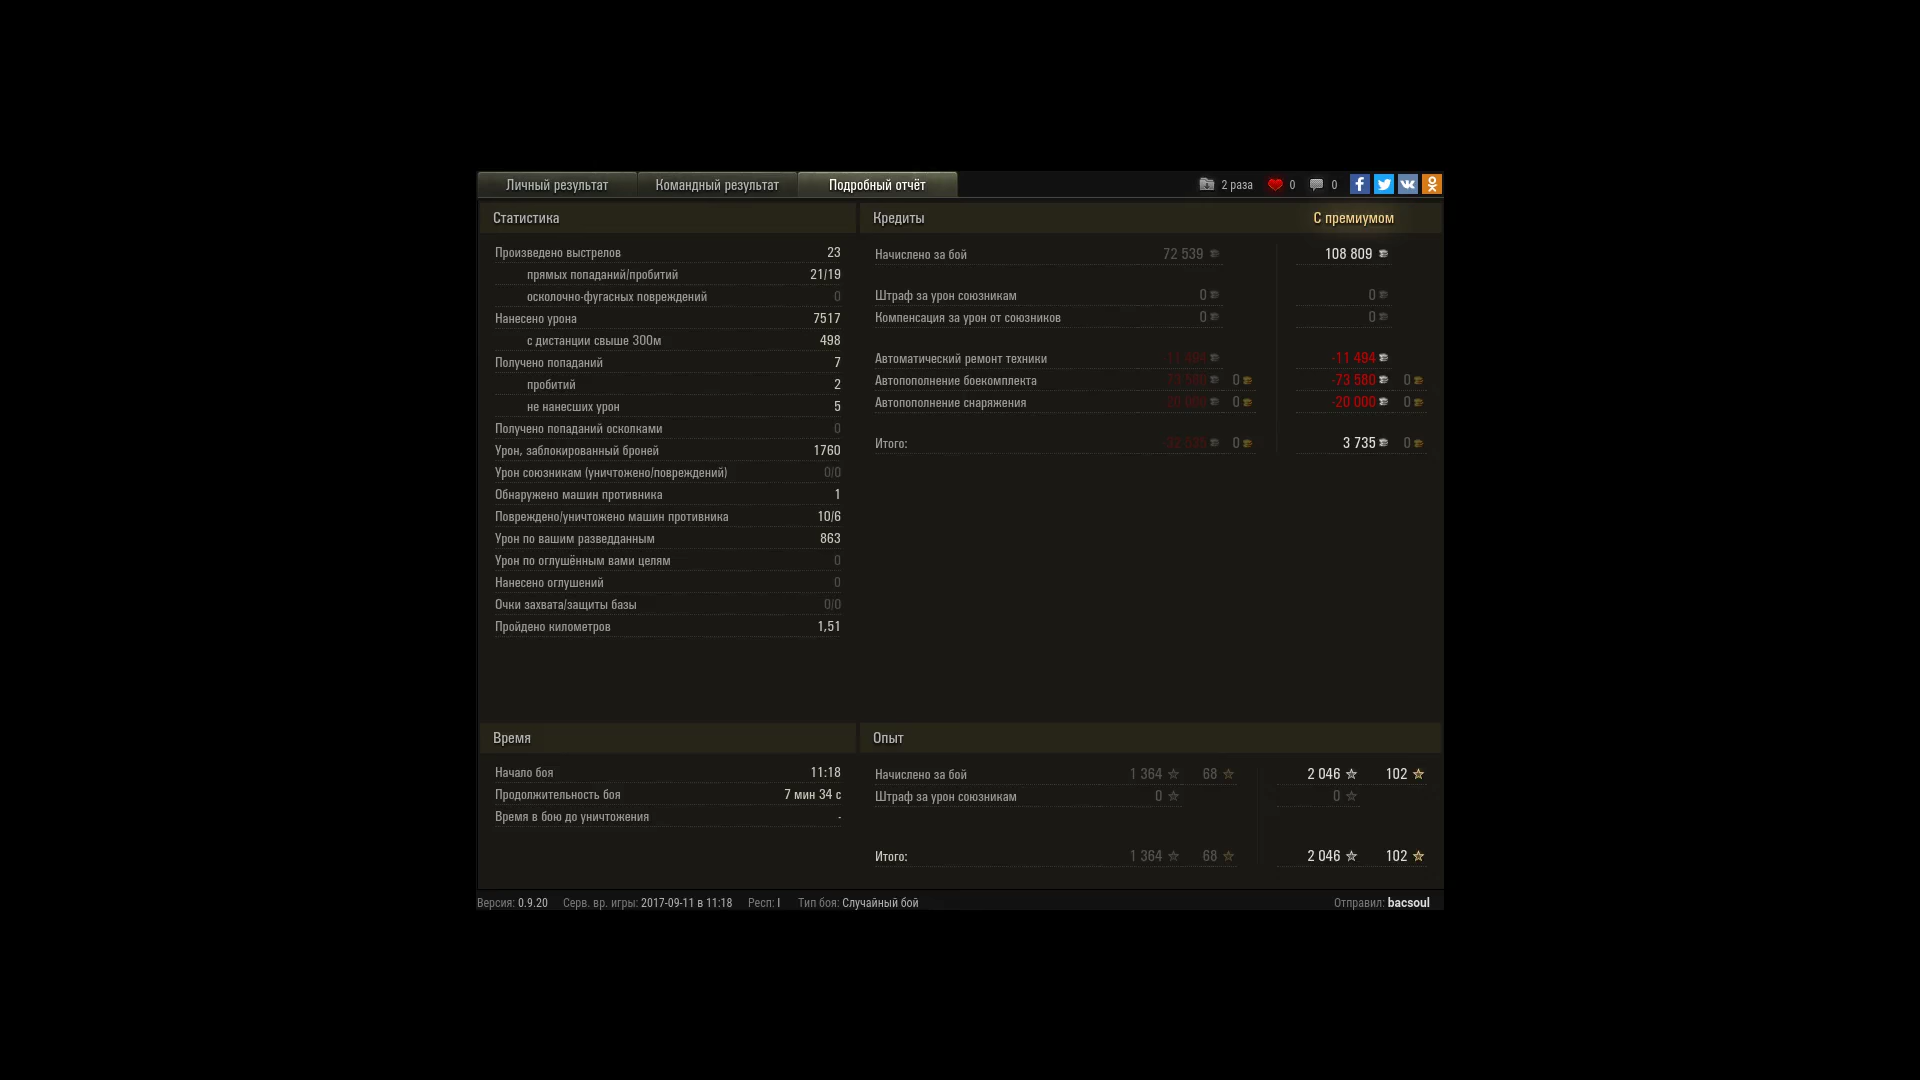 Личный результат Командный результат Подробный отчёт 2 раза 0 0
Статистика
Произведено выстрелов 23
прямых попаданий/пробитий 21/19
осколочно-фугасных повреждений 0
Нанесено урона 7517
с дистанции свыше 300м 498
Получено попаданий 7
пробитий 2
не нанесших урон 5
Получено попаданий осколками 0
Урон, заблокированный броней 1760
Урон союзникам (уничтожено/повреждений) 0/0
Обнаружено машин противника 1
Повреждено/уничтожено машин противника 10/6
Урон по вашим разведданным 863
Урон по оглушённым вами целям 0
Нанесено оглушений 0
Очки захвата/защиты базы 0/0
Пройдено километров 1,51
Кредиты С премиумом
Начислено за бой 72 539 108 809
Штраф за урон союзникам 0 0
Компенсация за урон от союзников 0 0
Автоматический ремонт техники -11 494 -11 494
Автопополнение боекомплекта -73 580 0 -73 580 0
Автопополнение снаряжения -20 000 0 -20 000 0
Итого: -32 535 0 3 735 0
Время
Начало боя 11:18
Продолжительность боя 7 мин 34 с
Время в бою до уничтожения -
Опыт
Начислено за бой 1 364 68 2 046 102
Штраф за урон союзникам 0 0
Итого: 1 364 68 2 046 102
Версия: 0.9.20 Серв. вр. игры: 2017-09-11 в 11:18 Респ: I Тип боя: Случайный бой Отправил: bacsoul